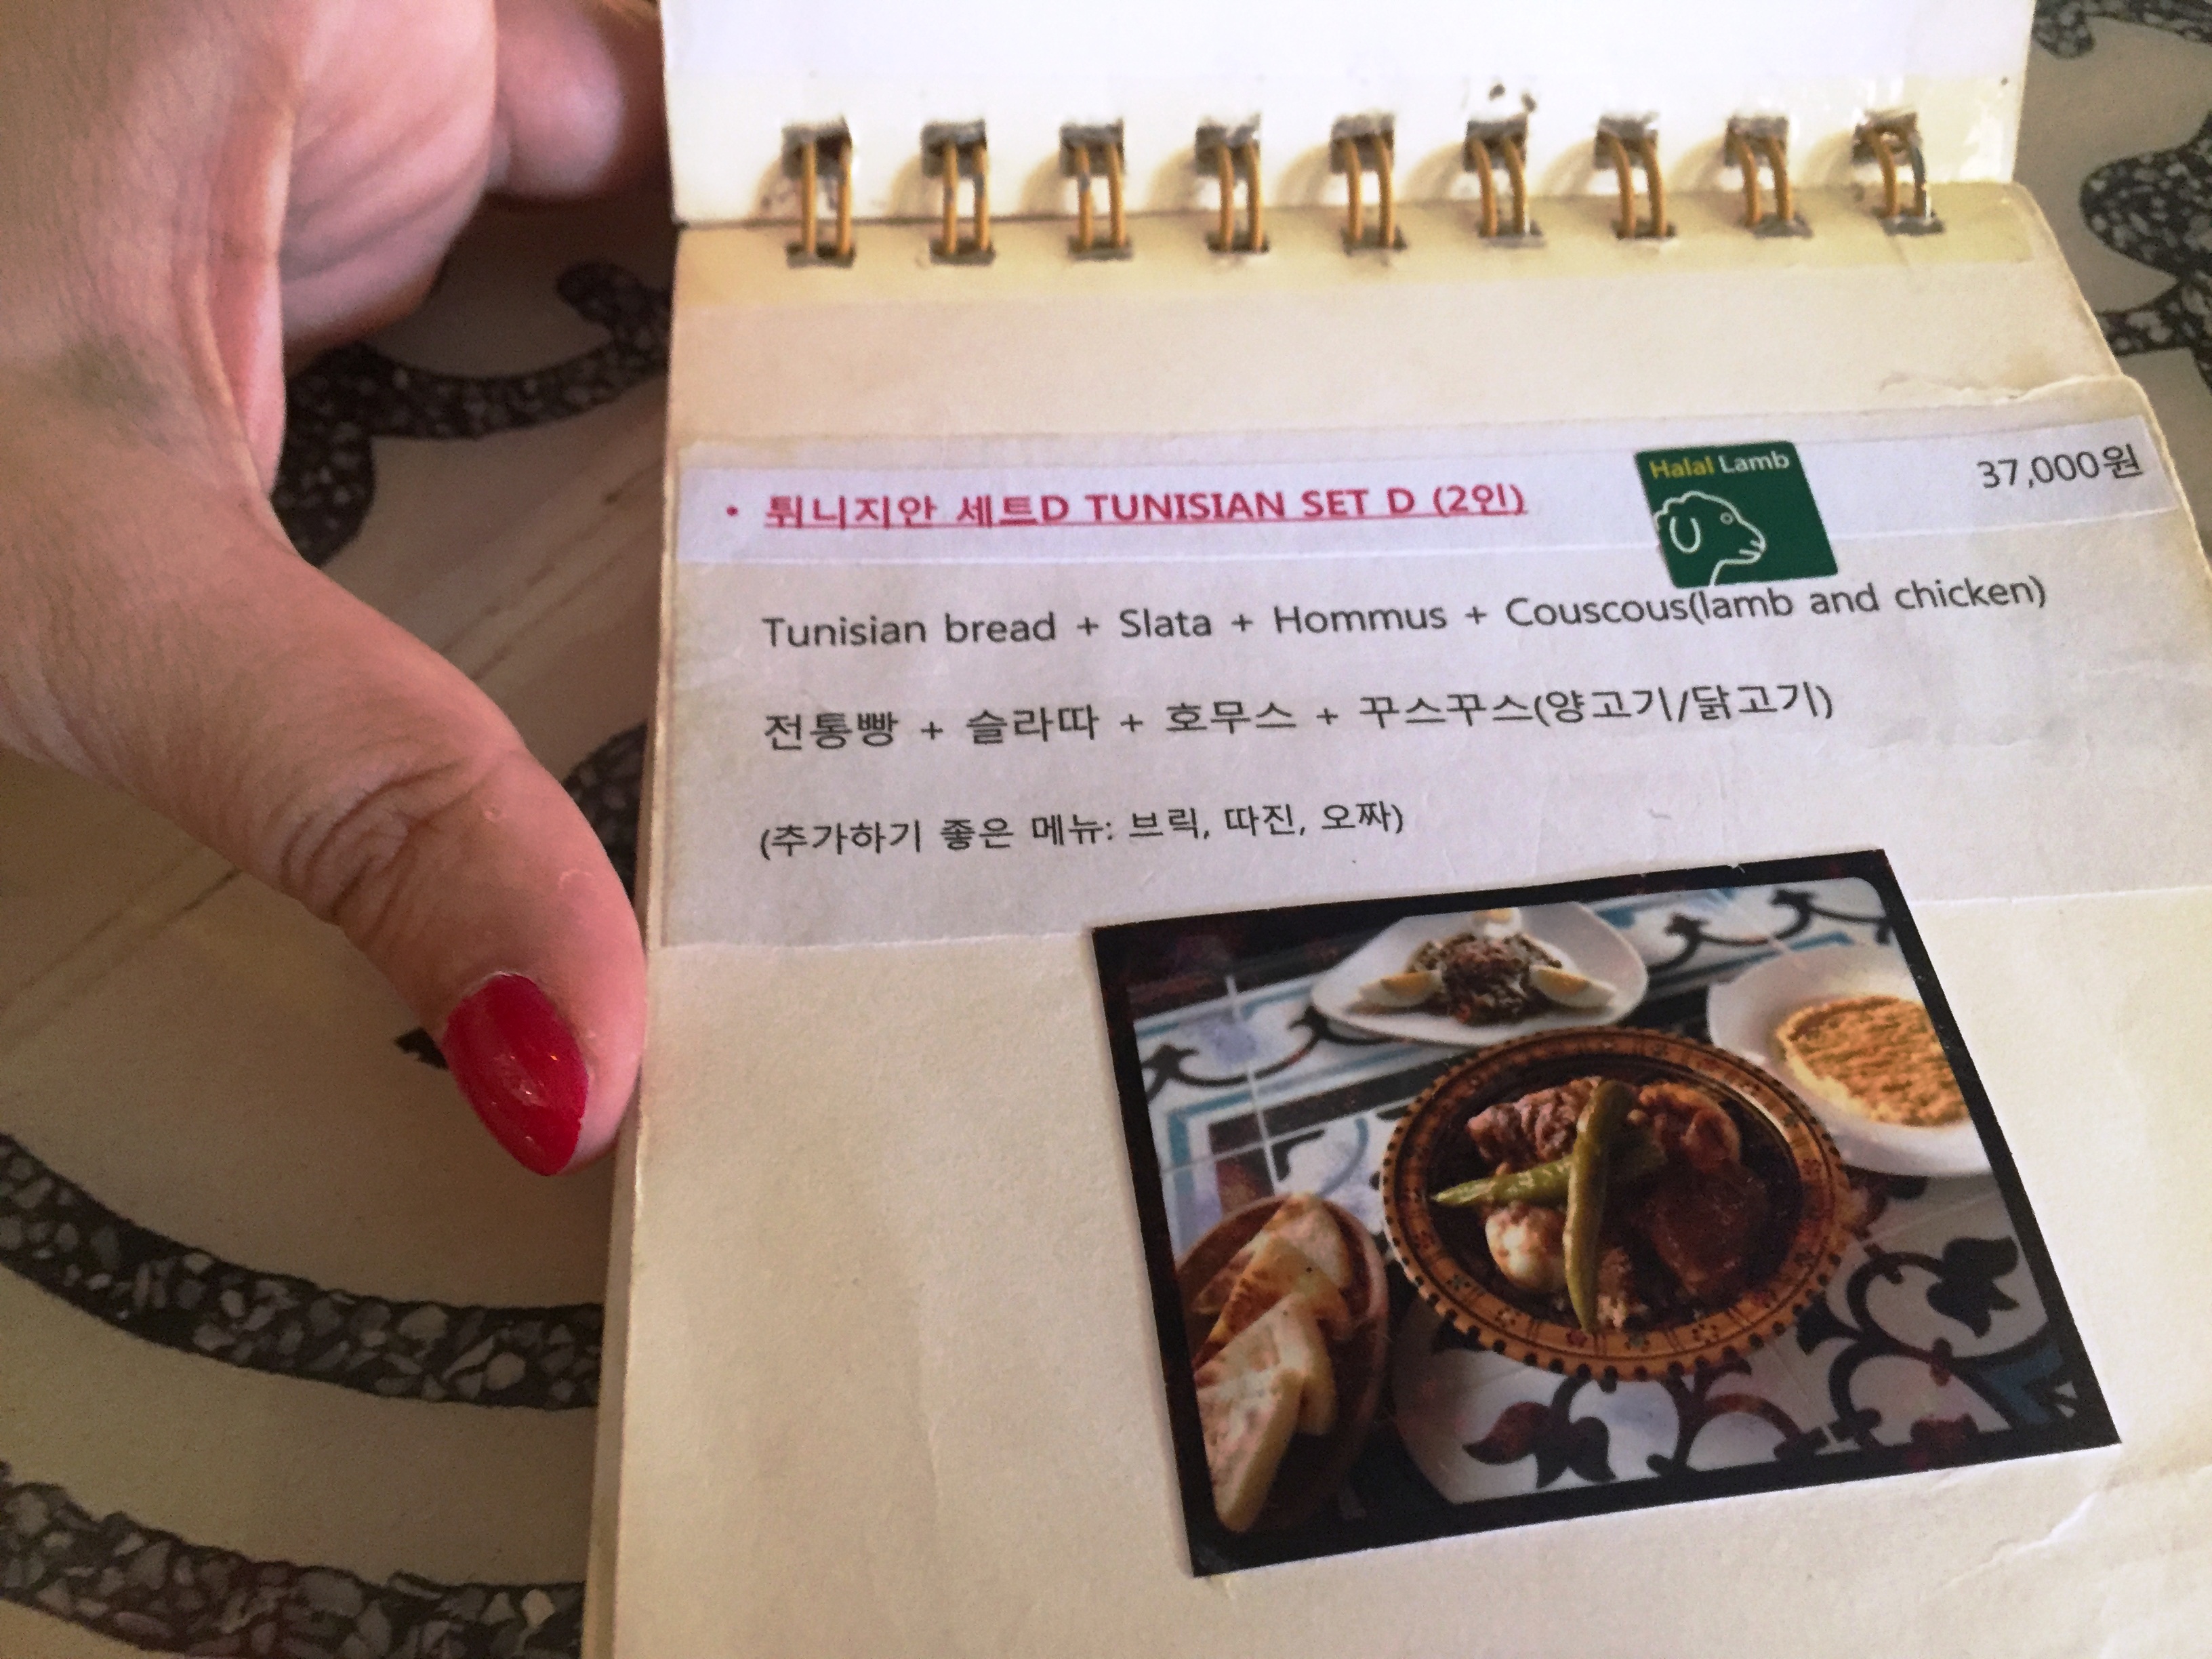 • 튀니지안 세트D TUNISIAN SET D (2인)
Halal Lamb
37,000원
Tunisian bread + Slata + Hommus + Couscous(lamb and chicken)
전통빵 + 슬라따 + 호무스 + 꾸스꾸스(양고기/닭고기)
(추가하기 좋은 메뉴: 브릭, 따진, 오짜)